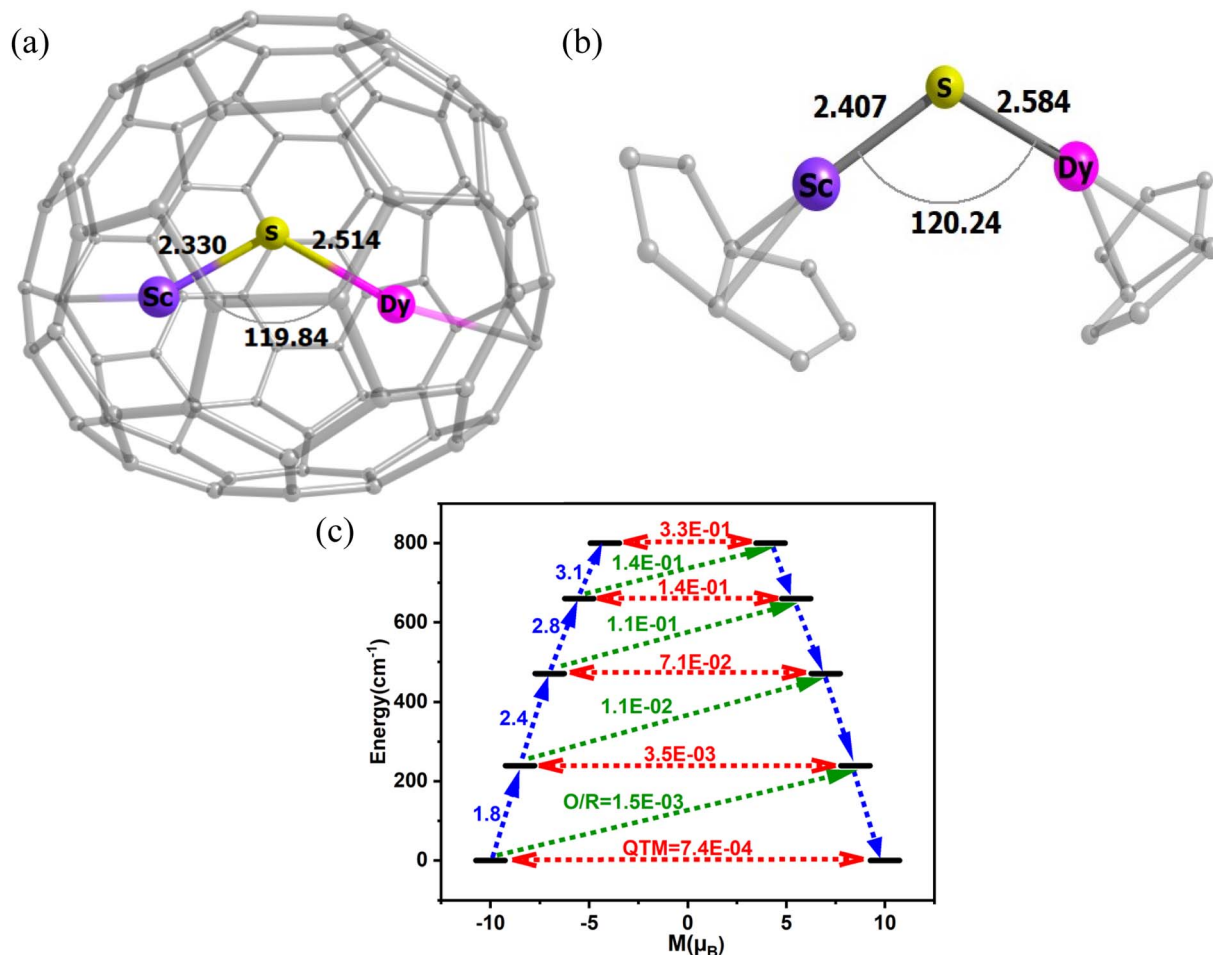 (a)
S
2.330
2.514
Sc
Dy
119.84
(b)
S
2.407
2.584
Sc
Dy
120.24
(c)
800
600
400
200
0
Energy(cm⁻¹)
3.3E-01
3.1
1.4E-01
1.4E-01
2.8
1.1E-01
7.1E-02
2.4
1.1E-02
3.5E-03
1.8
O/R=1.5E-03
QTM=7.4E-04
-10 -5 0 5 10
M(μ_B)